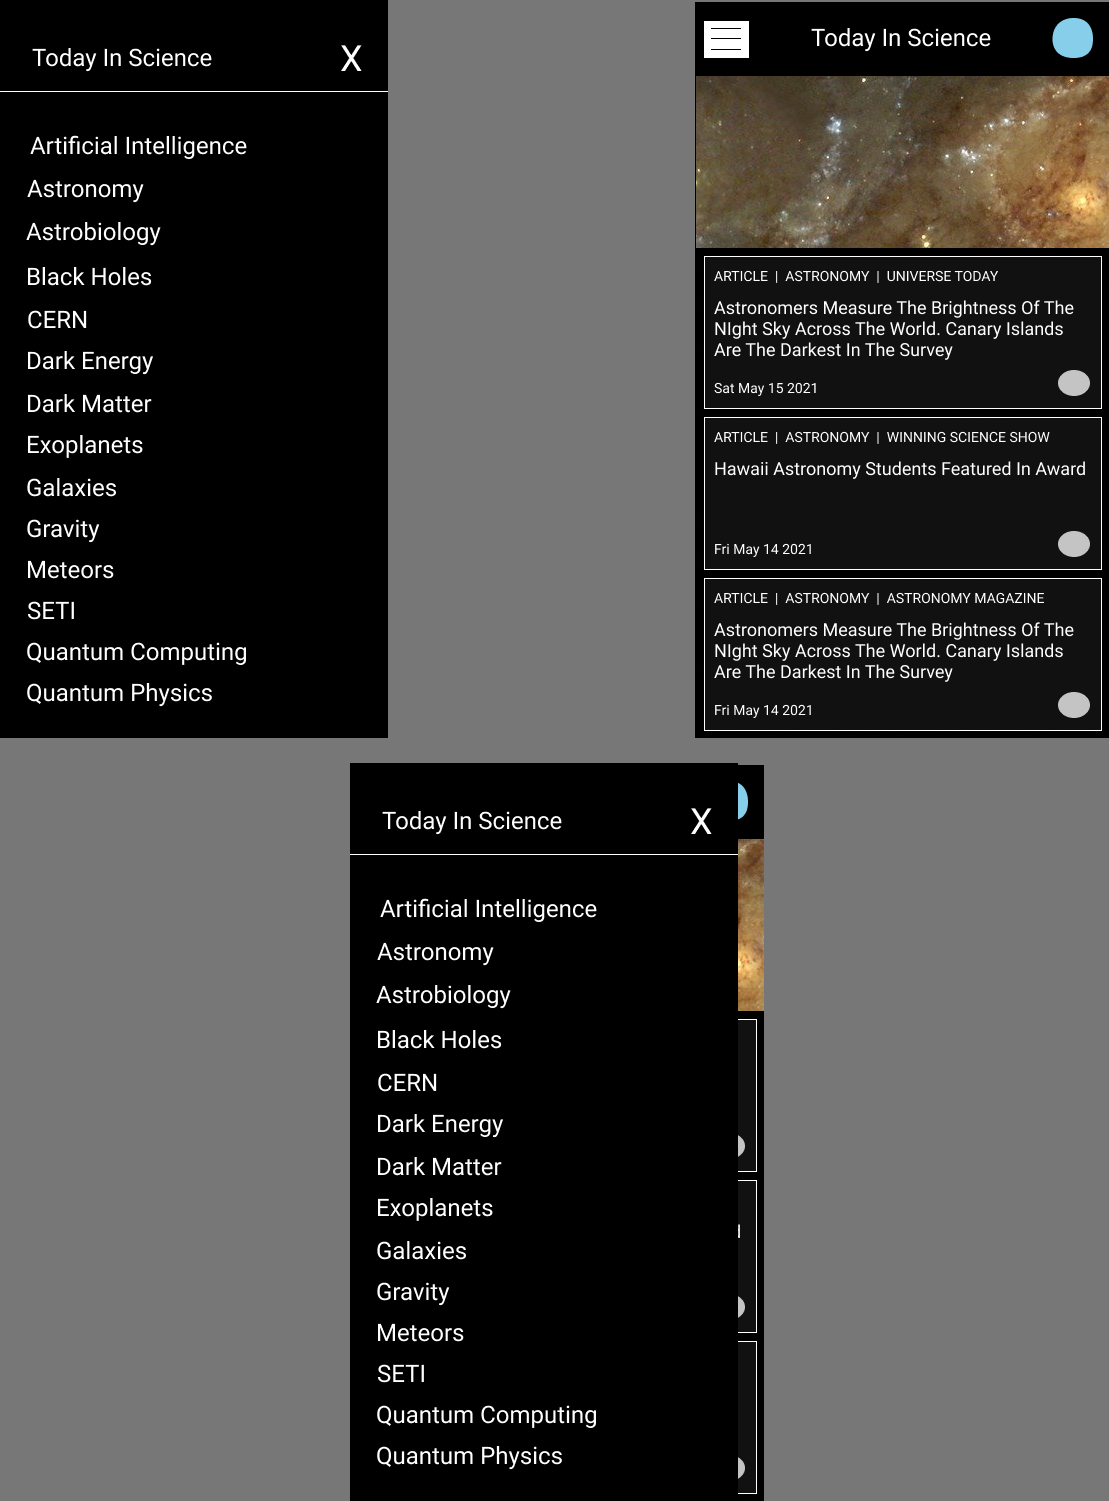 Today In Science X
Artificial Intelligence
Astronomy
Astrobiology
Black Holes
CERN
Dark Energy
Dark Matter
Exoplanets
Galaxies
Gravity
Meteors
SETI
Quantum Computing
Quantum Physics
Today In Science
ARTICLE | ASTRONOMY | UNIVERSE TODAY
Astronomers Measure The Brightness Of The
NIght Sky Across The World. Canary Islands
Are The Darkest In The Survey
Sat May 15 2021
ARTICLE | ASTRONOMY | WINNING SCIENCE SHOW
Hawaii Astronomy Students Featured In Award
Fri May 14 2021
ARTICLE | ASTRONOMY | ASTRONOMY MAGAZINE
Astronomers Measure The Brightness Of The
NIght Sky Across The World. Canary Islands
Are The Darkest In The Survey
Fri May 14 2021
Today In Science X
Artificial Intelligence
Astronomy
Astrobiology
Black Holes
CERN
Dark Energy
Dark Matter
Exoplanets
Galaxies
Gravity
Meteors
SETI
Quantum Computing
Quantum Physics